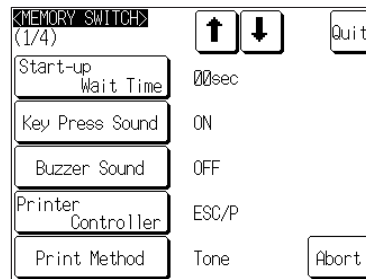 <MEMORY SWITCH>
(1/4)
Quit
Start-up
Wait Time
00sec
Key Press Sound
ON
Buzzer Sound
OFF
Printer
Controller
ESC/P
Print Method
Tone
Abort